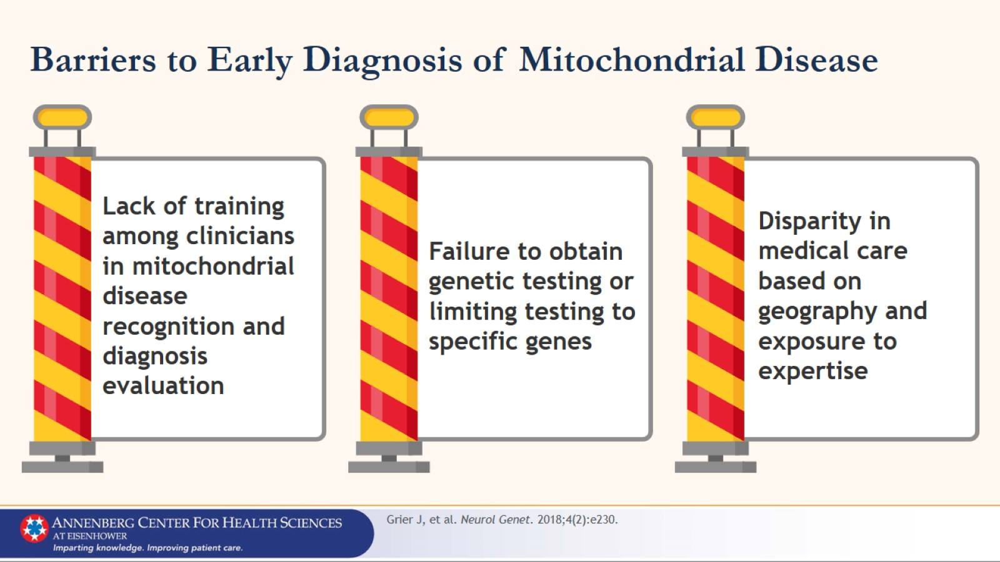 Barriers to Early Diagnosis of Mitochondrial Disease
Lack of training
among clinicians
in mitochondrial
disease
recognition and
diagnosis
evaluation
Failure to obtain
genetic testing or
limiting testing to
specific genes
Disparity in
medical care
based on
geography and
exposure to
expertise
ANNENBERG CENTER FOR HEALTH SCIENCES
AT EISENHOWER
Imparting knowledge. Improving patient care.
Grier J, et al. Neurol Genet. 2018;4(2):e230.